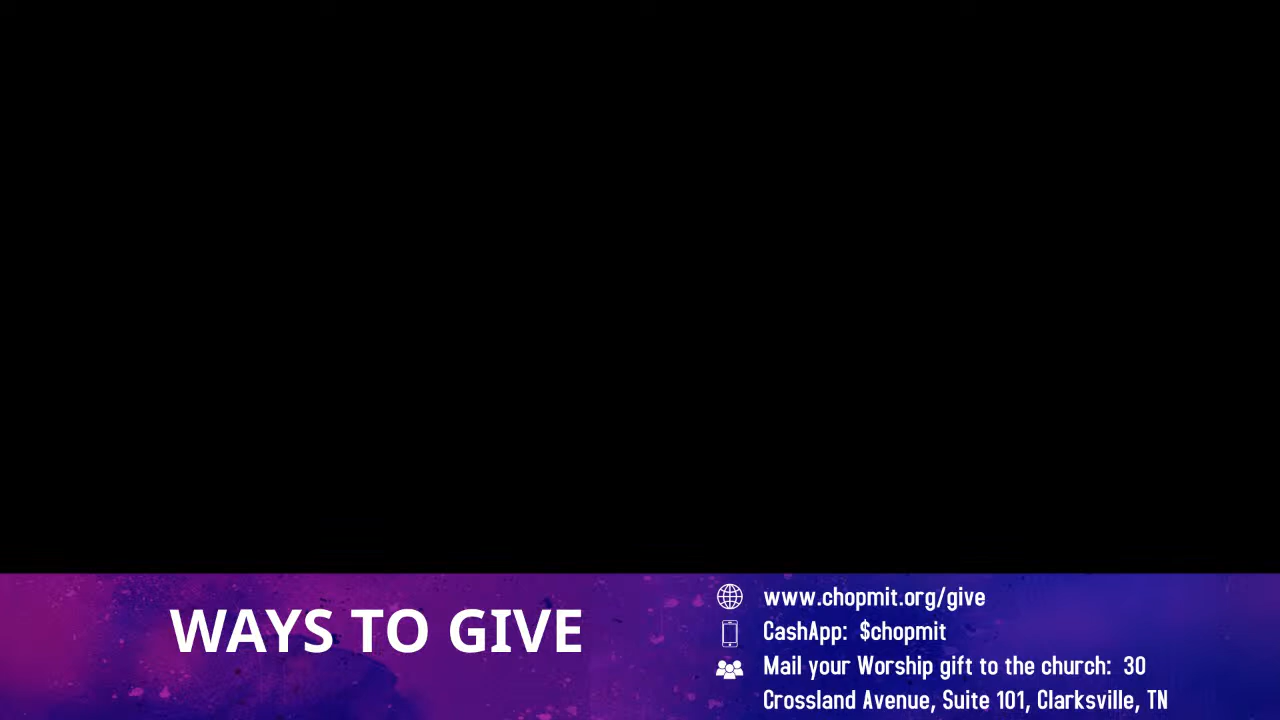 WAYS TO GIVE
www.chopmit.org/give
CashApp: $chopmit
Mail your Worship gift to the church: 30
Crossland Avenue, Suite 101, Clarksville, TN